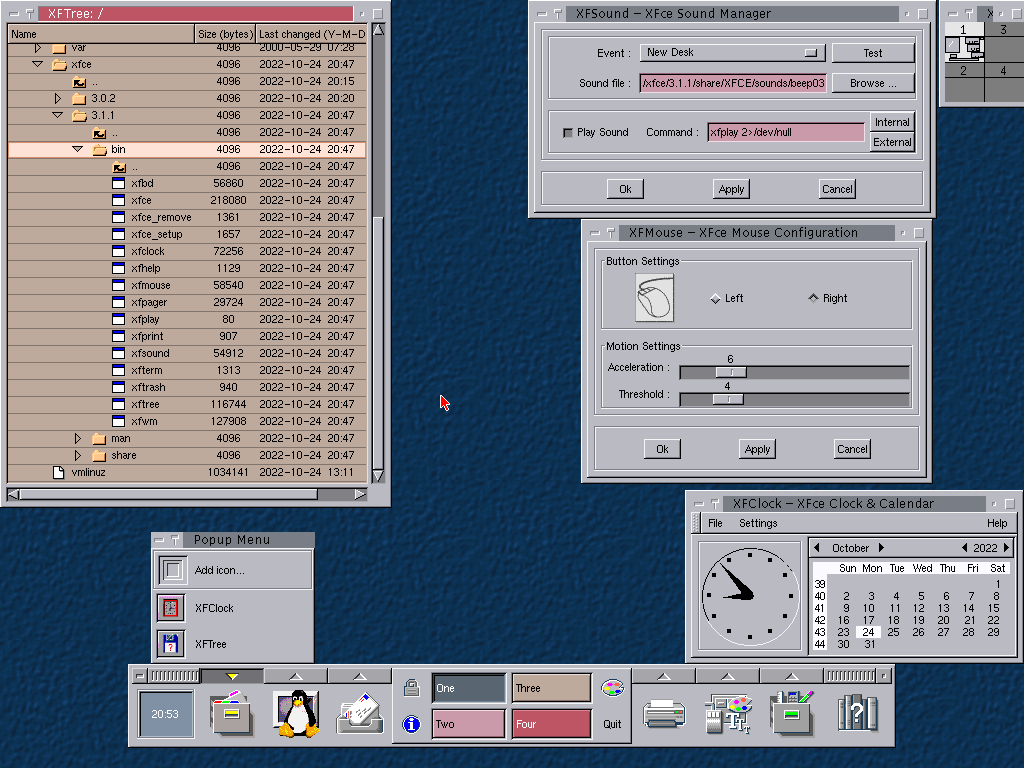 XFTree: /
Name Size (bytes) Last changed (Y-M-D
var 4096 2000-05-29 07:28
xfce 4096 2022-10-24 20:47
.. 4096 2022-10-24 20:15
3.0.2 4096 2022-10-24 20:20
3.1.1 4096 2022-10-24 20:47
.. 4096 2022-10-24 20:47
bin 4096 2022-10-24 20:47
.. 4096 2022-10-24 20:47
xfbd 56860 2022-10-24 20:47
xfce 218080 2022-10-24 20:47
xfce_remove 1361 2022-10-24 20:47
xfce_setup 1657 2022-10-24 20:47
xfclock 72256 2022-10-24 20:47
xfhelp 1129 2022-10-24 20:47
xfmouse 58540 2022-10-24 20:47
xfpager 29724 2022-10-24 20:47
xfplay 80 2022-10-24 20:47
xfprint 907 2022-10-24 20:47
xfsound 54912 2022-10-24 20:47
xfterm 1313 2022-10-24 20:47
xftrash 940 2022-10-24 20:47
xftree 116744 2022-10-24 20:47
xfwm 127908 2022-10-24 20:47
man 4096 2022-10-24 20:47
share 4096 2022-10-24 20:47
vmlinuz 1034141 2022-10-24 13:11
XFSound - XFce Sound Manager
Event : New Desk Test
Sound file : /xfce/3.1.1/share/XFCE/sounds/beep03 Browse ...
Play Sound Command : xfplay 2>/dev/null Internal
External
Ok Apply Cancel
1 3
2 4
XFMouse - XFce Mouse Configuration
Button Settings
Left Right
Motion Settings
6
Acceleration :
4
Threshold :
Ok Apply Cancel
XFClock - XFce Clock & Calendar
File Settings Help
October 2022
Sun Mon Tue Wed Thu Fri Sat
39 1
40 2 3 4 5 6 7 8
41 9 10 11 12 13 14 15
42 16 17 18 19 20 21 22
43 23 24 25 26 27 28 29
44 30 31
Popup Menu
Add icon...
XFClock
XFTree
20:53
One Three
Two Four Quit